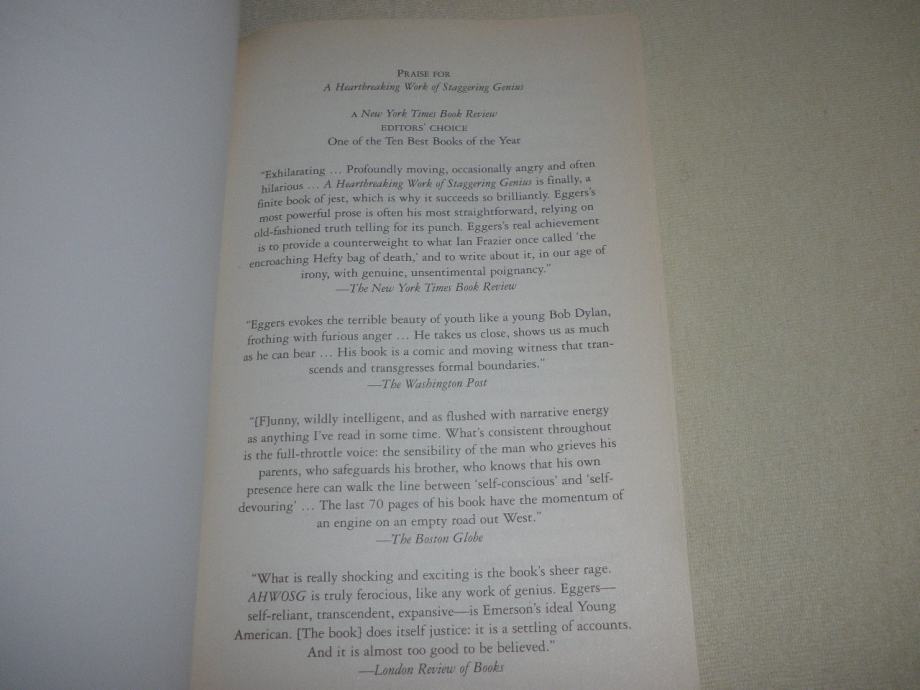 PRAISE FOR
A Heartbreaking Work of Staggering Genius
A New York Times Book Review
EDITORS' CHOICE
One of the Ten Best Books of the Year
“Exhilarating … Profoundly moving, occasionally angry and often
hilarious … A Heartbreaking Work of Staggering Genius is finally, a
finite book of jest, which is why it succeeds so brilliantly. Eggers's
most powerful prose is often his most straightforward, relying on
old-fashioned truth telling for its punch. Eggers's real achievement
is to provide a counterweight to what Ian Frazier once called ‘the
encroaching Hefty bag of death,’ and to write about it, in our age of
irony, with genuine, unsentimental poignancy.”
—The New York Times Book Review
“Eggers evokes the terrible beauty of youth like a young Bob Dylan,
frothing with furious anger … He takes us close, shows us as much
as he can bear … His book is a comic and moving witness that tran-
scends and transgresses formal boundaries.”
—The Washington Post
“[F]unny, wildly intelligent, and as flushed with narrative energy
as anything I've read in some time. What's consistent throughout
is the full-throttle voice: the sensibility of the man who grieves his
parents, who safeguards his brother, who knows that his own
presence here can walk the line between ‘self-conscious’ and ‘self-
devouring’ … The last 70 pages of his book have the momentum of
an engine on an empty road out West.”
—The Boston Globe
“What is really shocking and exciting is the book's sheer rage.
AHWOSG is truly ferocious, like any work of genius. Eggers—
self-reliant, transcendent, expansive—is Emerson's ideal Young
American. [The book] does itself justice: it is a settling of accounts.
And it is almost too good to be believed.”
—London Review of Books